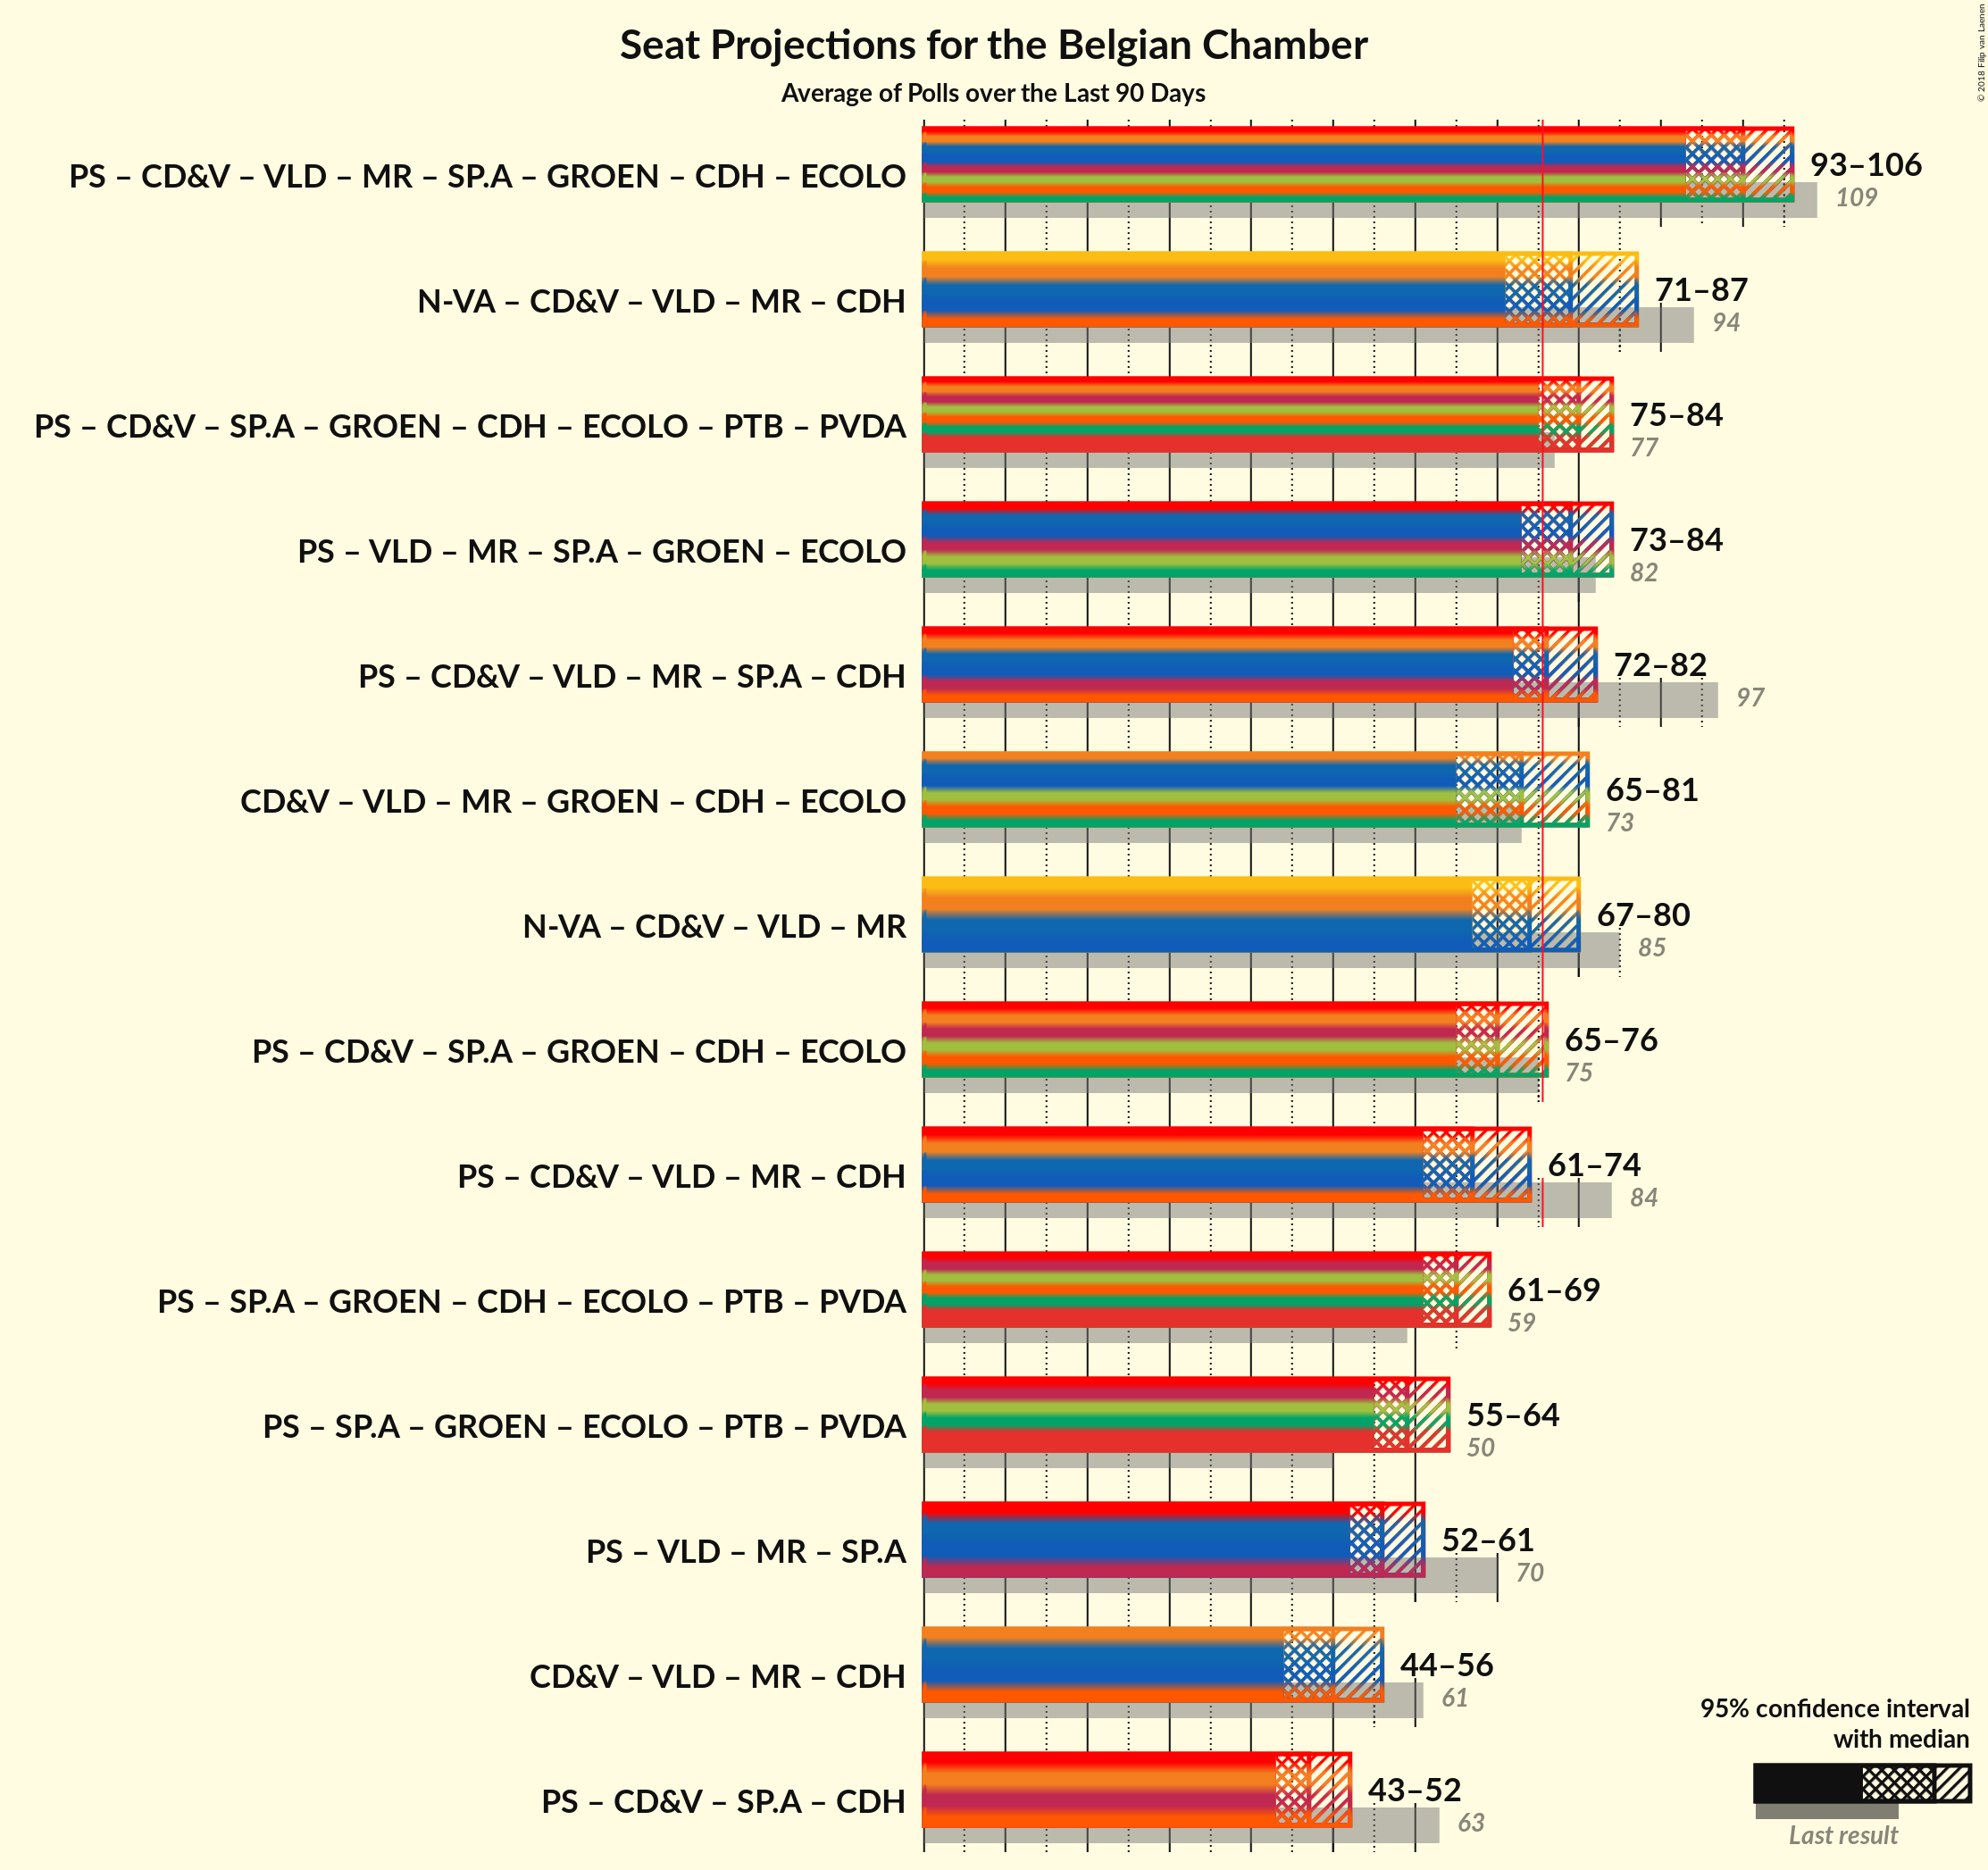 © 2018 Filip van Laenen
Seat Projections for the Belgian Chamber
Average of Polls over the Last 90 Days
PS – CD&V – VLD – MR – SP.A – GROEN – CDH – ECOLO 93–106
109
N-VA – CD&V – VLD – MR – CDH 71–87
94
PS – CD&V – SP.A – GROEN – CDH – ECOLO – PTB – PVDA 75–84
77
PS – VLD – MR – SP.A – GROEN – ECOLO 73–84
82
PS – CD&V – VLD – MR – SP.A – CDH 72–82
97
CD&V – VLD – MR – GROEN – CDH – ECOLO 65–81
73
N-VA – CD&V – VLD – MR 67–80
85
PS – CD&V – SP.A – GROEN – CDH – ECOLO 65–76
75
PS – CD&V – VLD – MR – CDH 61–74
84
PS – SP.A – GROEN – CDH – ECOLO – PTB – PVDA 61–69
59
PS – SP.A – GROEN – ECOLO – PTB – PVDA 55–64
50
PS – VLD – MR – SP.A 52–61
70
CD&V – VLD – MR – CDH 44–56
61
PS – CD&V – SP.A – CDH 43–52
63
95% confidence interval
with median
Last result